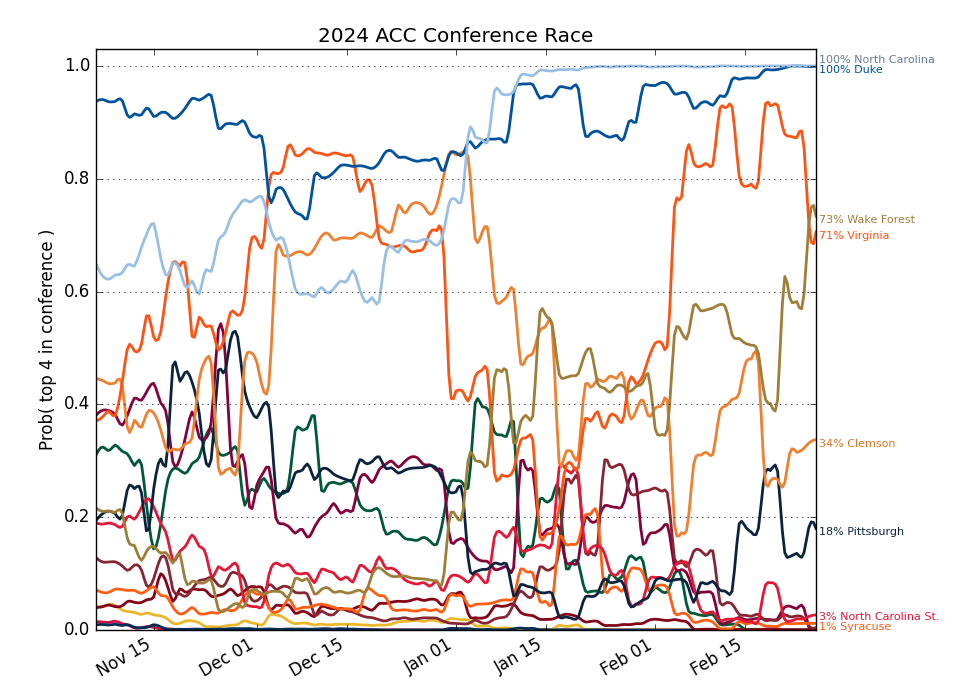 2024 ACC Conference Race
1.0
0.8
0.6
0.4
0.2
0.0
Prob( top 4 in conference )
Nov 15
Dec 01
Dec 15
Jan 01
Jan 15
Feb 01
Feb 15
100% North Carolina
100% Duke
73% Wake Forest
71% Virginia
34% Clemson
18% Pittsburgh
3% North Carolina St.
1% Syracuse